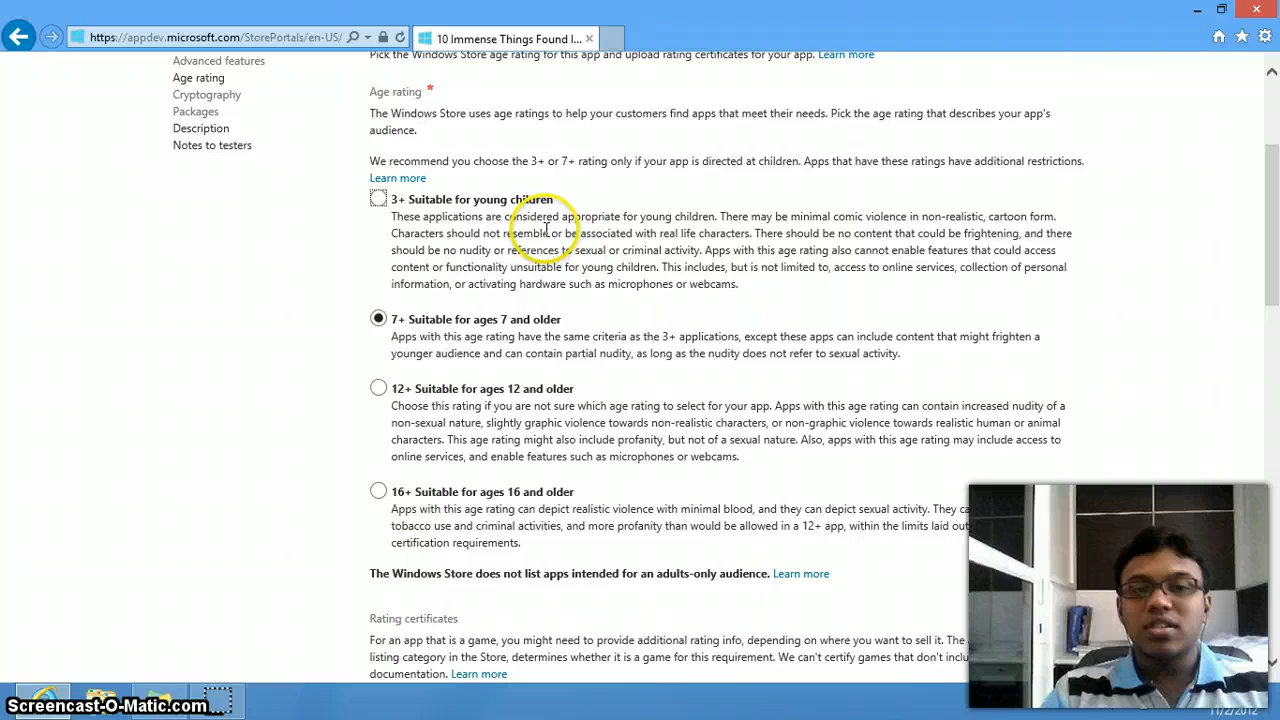 https://appdev.microsoft.com/StorePortals/en-US/
10 Immense Things Found I...
Pick the Windows Store age rating for this app and upload rating certificates for your app. Learn more
Advanced features
Age rating
Cryptography
Packages
Description
Notes to testers
Age rating *
The Windows Store uses age ratings to help your customers find apps that meet their needs. Pick the age rating that describes your app's
audience.
We recommend you choose the 3+ or 7+ rating only if your app is directed at children. Apps that have these ratings have additional restrictions.
Learn more
3+ Suitable for young children
These applications are considered appropriate for young children. There may be minimal comic violence in non-realistic, cartoon form.
Characters should not resemble or be associated with real life characters. There should be no content that could be frightening, and there
should be no nudity or references to sexual or criminal activity. Apps with this age rating also cannot enable features that could access
content or functionality unsuitable for young children. This includes, but is not limited to, access to online services, collection of personal
information, or activating hardware such as microphones or webcams.
7+ Suitable for ages 7 and older
Apps with this age rating have the same criteria as the 3+ applications, except these apps can include content that might frighten a
younger audience and can contain partial nudity, as long as the nudity does not refer to sexual activity.
12+ Suitable for ages 12 and older
Choose this rating if you are not sure which age rating to select for your app. Apps with this age rating can contain increased nudity of a
non-sexual nature, slightly graphic violence towards non-realistic characters, or non-graphic violence towards realistic human or animal
characters. This age rating might also include profanity, but not of a sexual nature. Also, apps with this age rating may include access to
online services, and enable features such as microphones or webcams.
16+ Suitable for ages 16 and older
Apps with this age rating can depict realistic violence with minimal blood, and they can depict sexual activity. They
tobacco use and criminal activities, and more profanity than would be allowed in a 12+ app, within the limits laid
certification requirements.
The Windows Store does not list apps intended for an adults-only audience. Learn more
Rating certificates
For an app that is a game, you might need to provide additional rating info, depending on where you want to sell it. The
listing category in the Store, determines whether it is a game for this requirement. We can't certify games that don't
documentation. Learn more
Screencast-O-Matic.com
11/2/2012